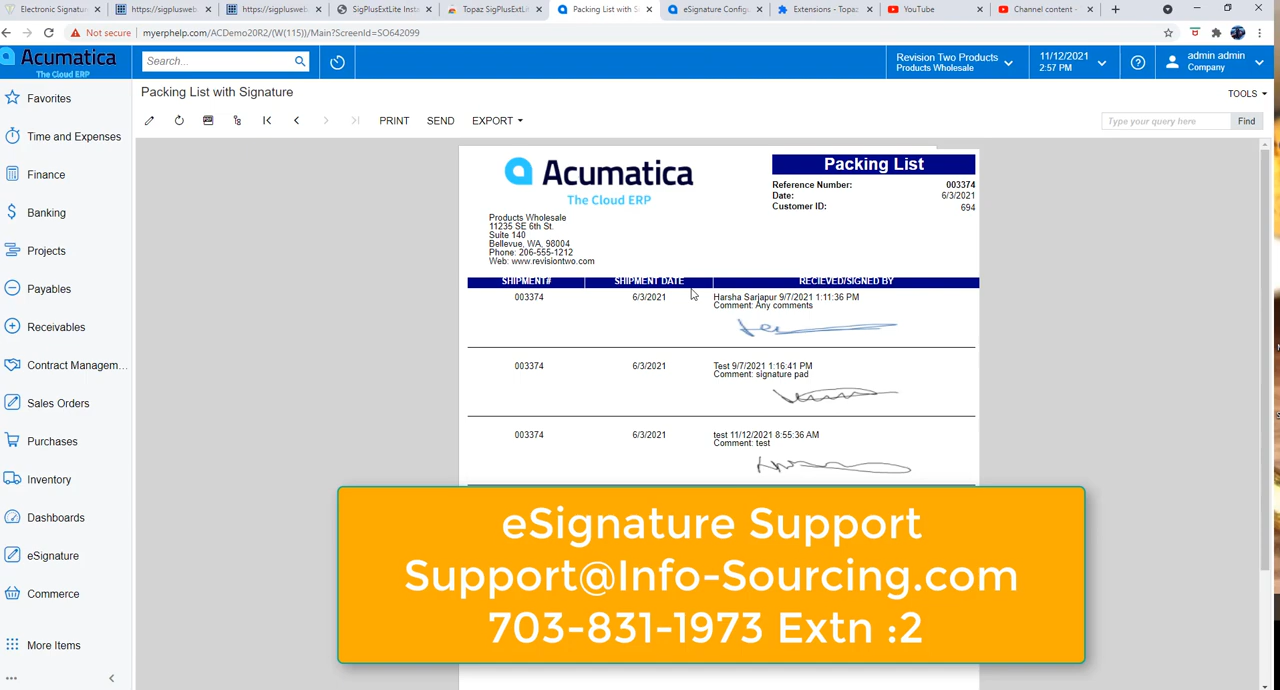 Electronic Signatu
https://sigplusweb
https://sigplusweb
SigPlusExtLite Inst
Topaz SigPlusExtL
Packing List with S
eSignature Config
Extensions - Topaz
YouTube
Channel content -
Not secure
myerphelp.com/ACDemo20R2/(W(115))/Main?ScreenId=SO642099
Acumatica
The Cloud ERP
Search...
Revision Two Products
Products Wholesale
11/12/2021
2:57 PM
admin admin
Company
Favorites
Time and Expenses
Finance
Banking
Projects
Payables
Receivables
Contract Managem...
Sales Orders
Purchases
Inventory
Dashboards
eSignature
Commerce
More Items
Packing List with Signature
TOOLS
PRINT SEND EXPORT
Type your query here
Find
Acumatica
The Cloud ERP
Packing List
Reference Number: 003374
Date: 6/3/2021
Customer ID: 694
Products Wholesale
11235 SE 6th St.
Suite 140
Bellevue, WA, 98004
Phone: 206-555-1212
Web: www.revisiontwo.com
SHIPMENT# SHIPMENT DATE RECIEVED/SIGNED BY
003374 6/3/2021 Harsha Sarjapur 9/7/2021 1:11:36 PM
Comment: Any comments
003374 6/3/2021 Test 9/7/2021 1:16:41 PM
Comment: signature pad
003374 6/3/2021 test 11/12/2021 8:55:36 AM
Comment: test
eSignature Support
Support@Info-Sourcing.com
703-831-1973 Extn :2